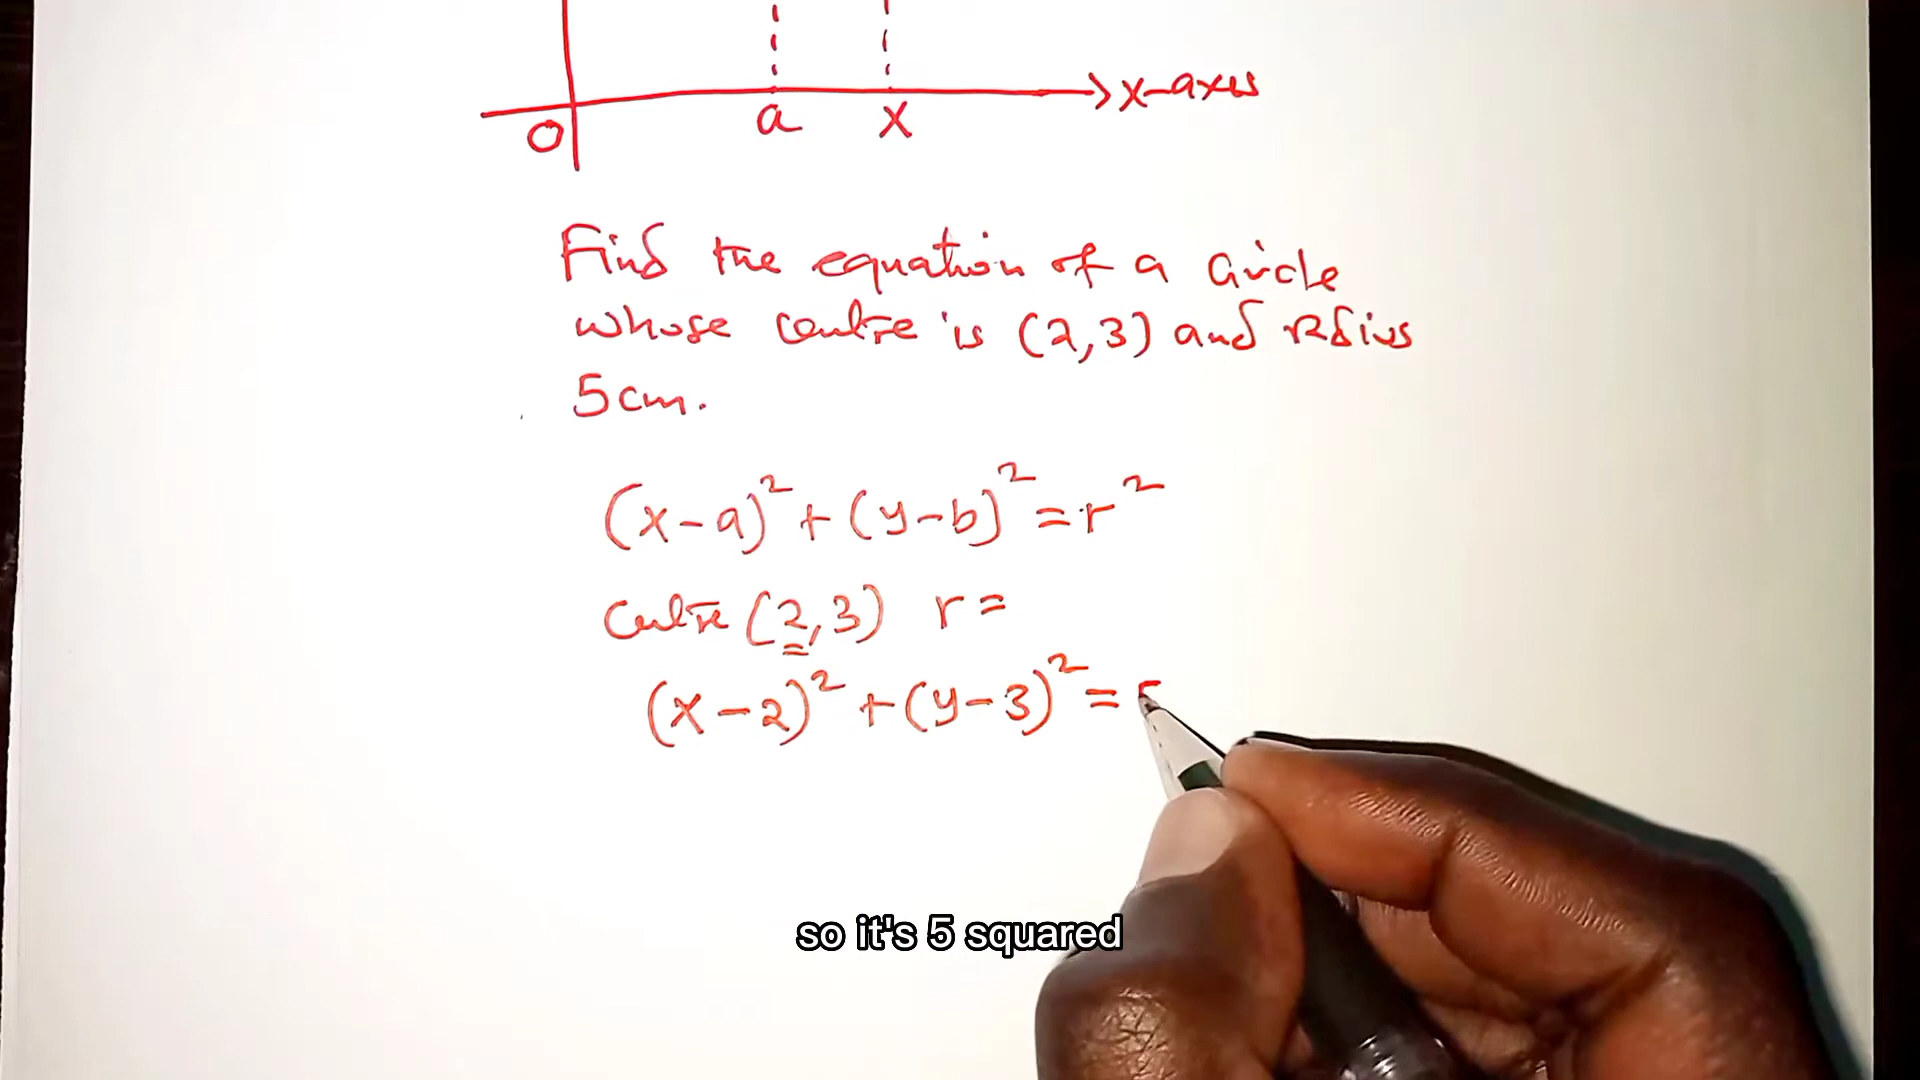 x-axis
O a x
Find the equation of a circle
whose centre is (2,3) and radius
5cm.
(x-a)² + (y-b)² = r²
Centre (2,3) r =
(x-2)² + (y-3)² = 5
so it's 5 squared